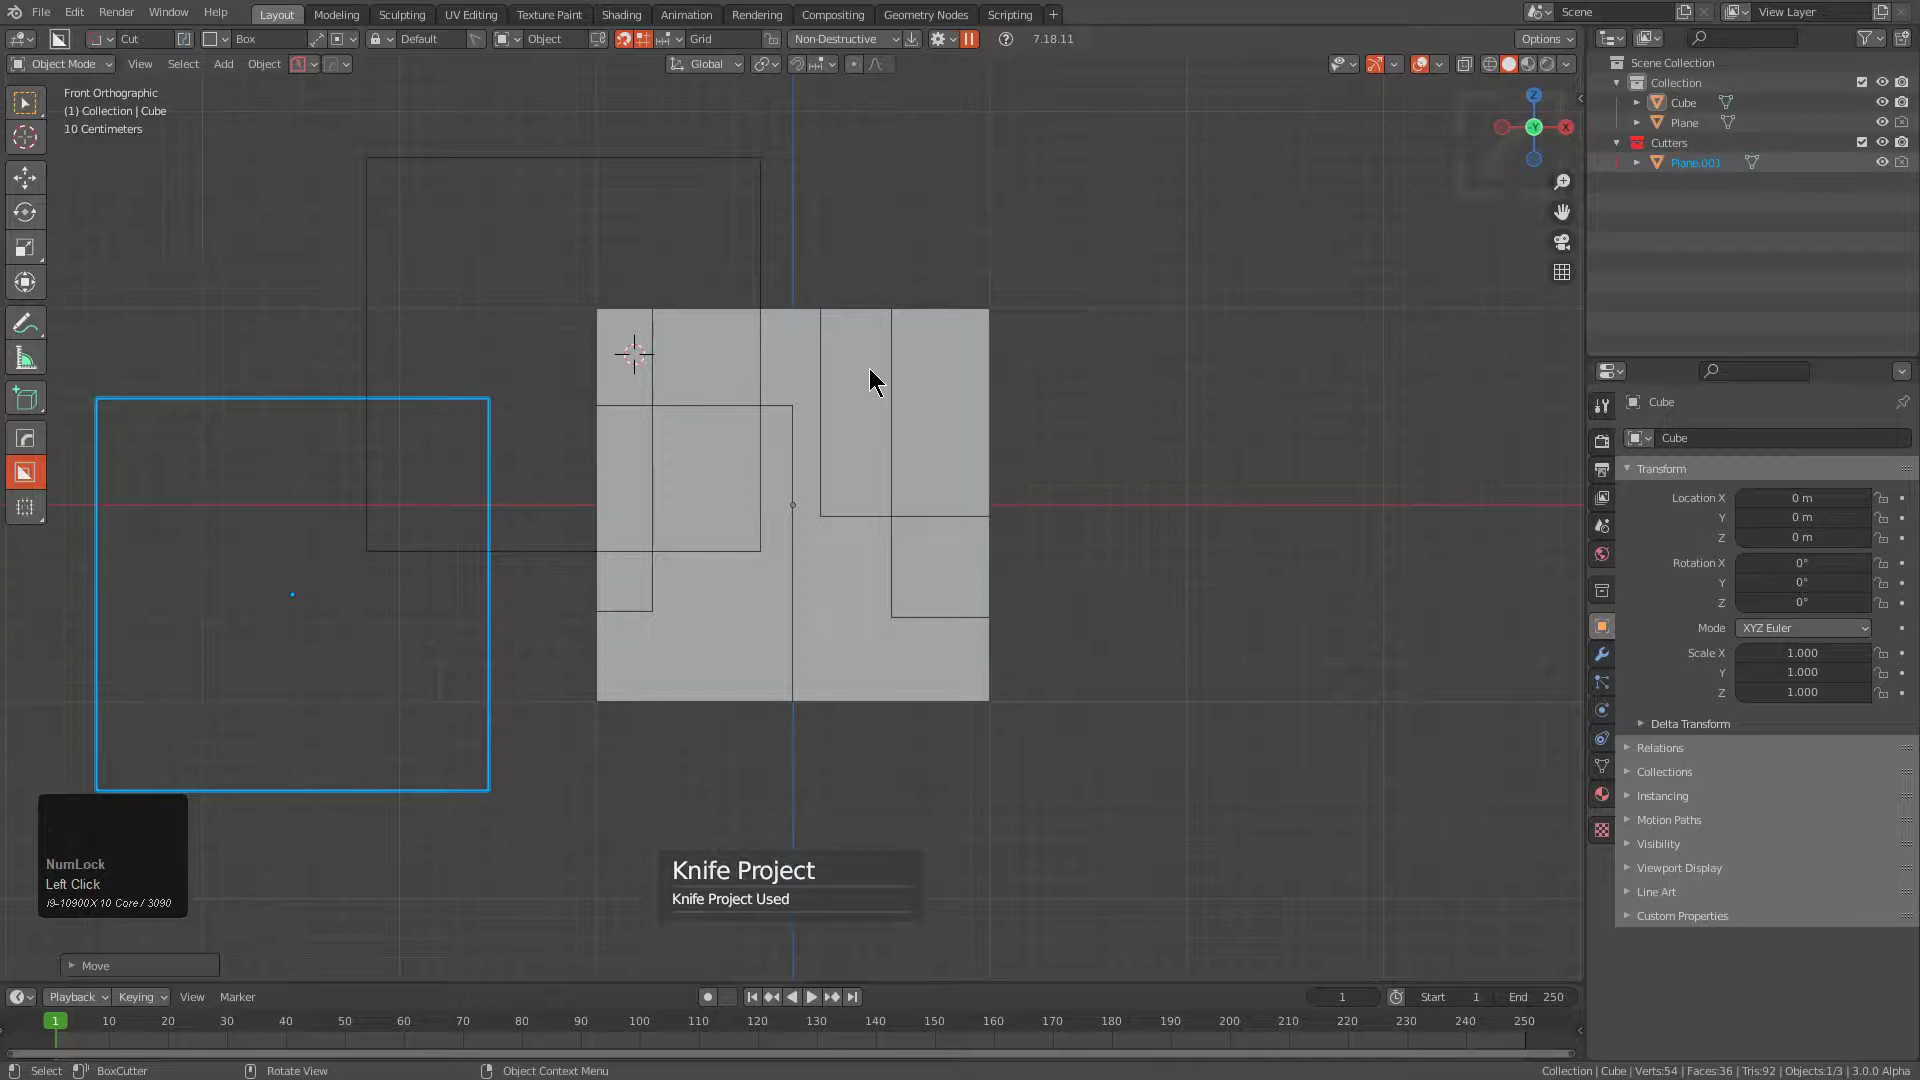 File Edit Render Window Help Layout Modeling Sculpting UV Editing Texture Paint Shading Animation Rendering Compositing Geometry Nodes Scripting + Scene View Layer
Cut Box Default Object Grid Non-Destructive 7.18.11 Options
Object Mode View Select Add Object Global
Front Orthographic
(1) Collection | Cube
10 Centimeters
Z
-Y
X
Scene Collection
Collection
Cube
Plane
Cutters
Plane.001
Cube
Cube
Transform
Location X 0 m
Y 0 m
Z 0 m
Rotation X 0°
Y 0°
Z 0°
Mode XYZ Euler
Scale X 1.000
Y 1.000
Z 1.000
Delta Transform
Relations
Collections
Instancing
Motion Paths
Visibility
Viewport Display
Line Art
Custom Properties
NumLock
Left Click
i9-10900X 10 Core / 3090
Knife Project
Knife Project Used
Move
Playback Keying View Marker 1 Start 1 End 250
1 10 20 30 40 50 60 70 80 90 100 110 120 130 140 150 160 170 180 190 200 210 220 230 240 250
Select BoxCutter Rotate View Object Context Menu Collection | Cube | Verts:54 | Faces:36 | Tris:92 | Objects:1/3 | 3.0.0 Alpha